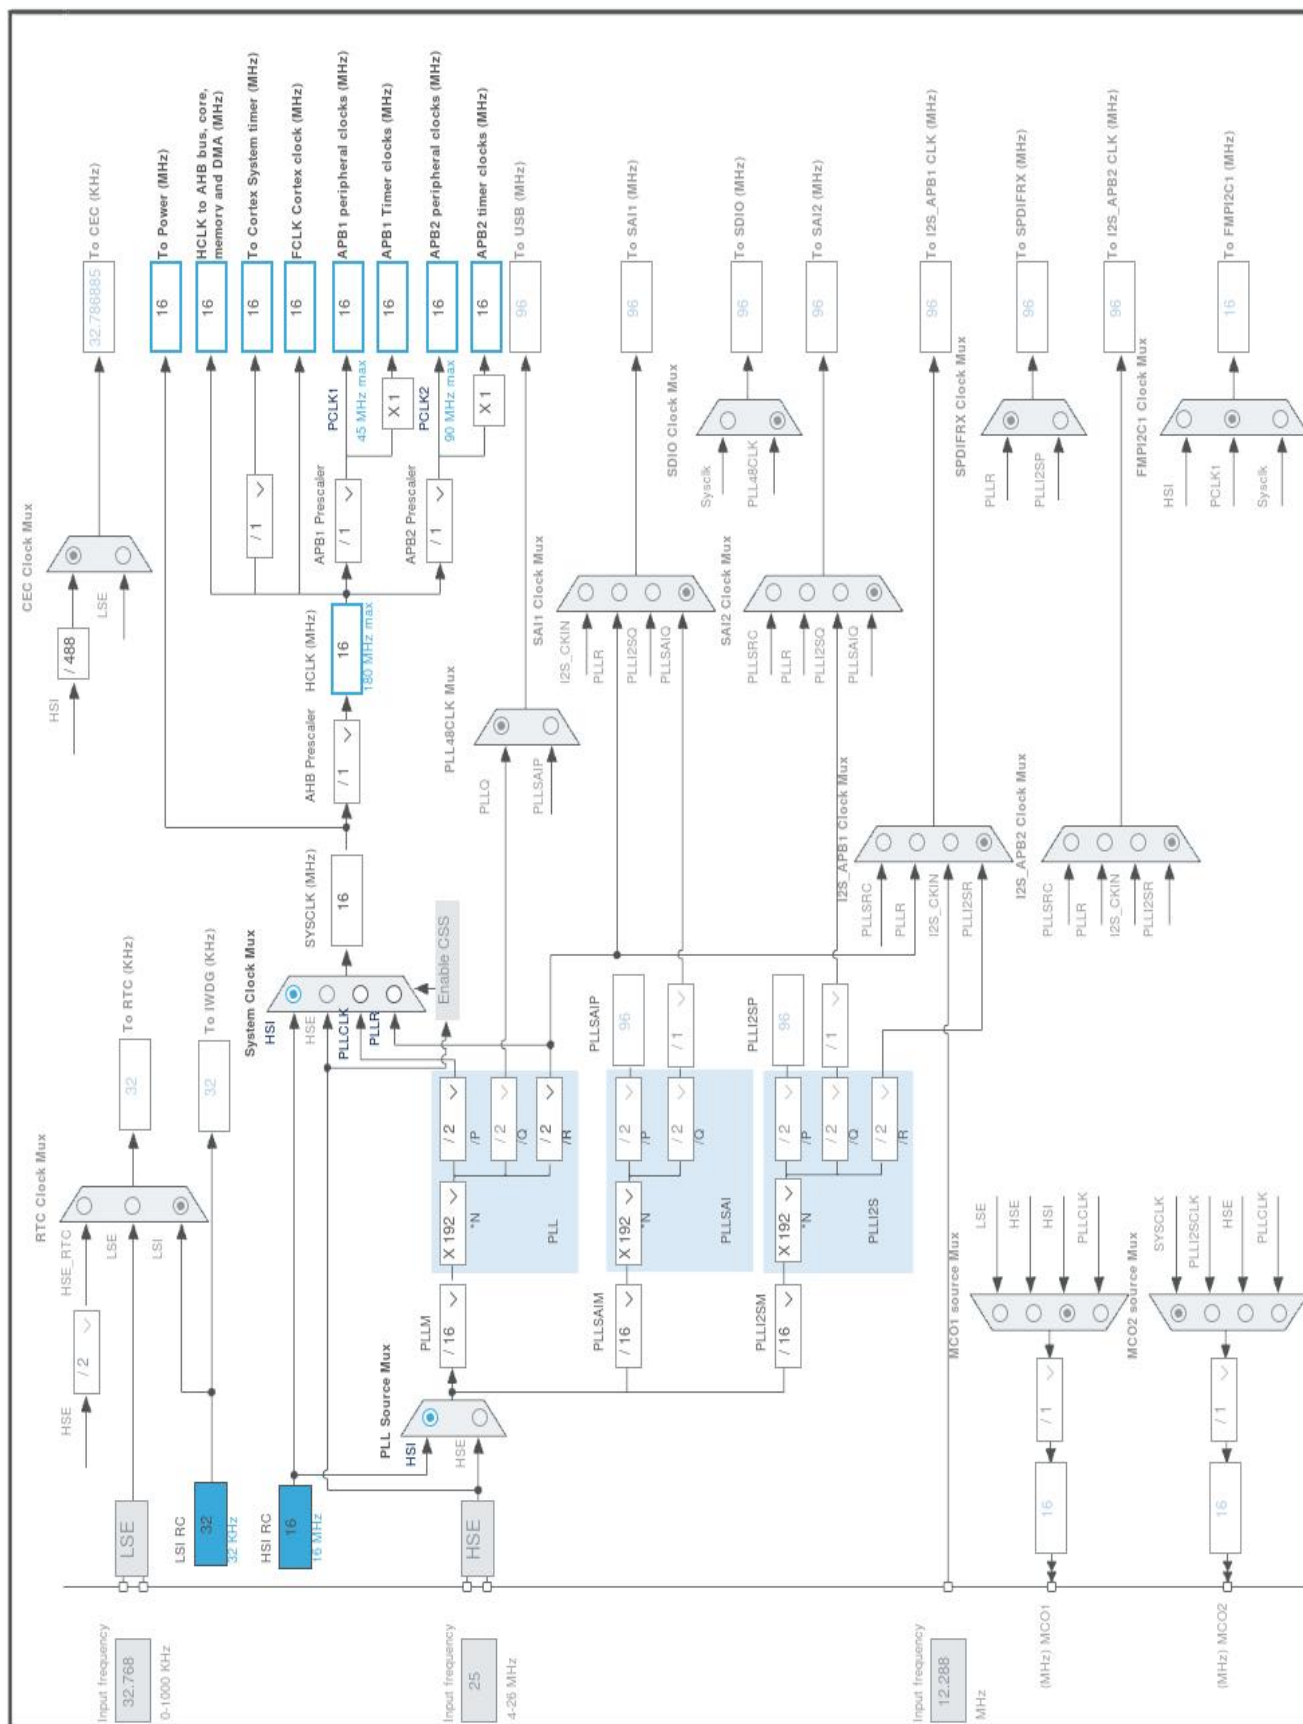 Input frequency
32.768
0-1000 KHz
LSE
HSE
/ 2
HSE_RTC
LSE
LSI
RTC Clock Mux
32
To RTC (KHz)
LSI RC
32
32 KHz
32
To IWDG (KHz)
HSI RC
16
16 MHz
HSI
/ 488
LSE
CEC Clock Mux
32.786885
To CEC (KHz)
System Clock Mux
HSI
HSE
PLLCLK
PLLR
Enable CSS
SYSCLK (MHz)
16
AHB Prescaler
/ 1
HCLK (MHz)
16
180 MHz max
16
To Power (MHz)
16
HCLK to AHB bus, core,
memory and DMA (MHz)
/ 1
16
To Cortex System timer (MHz)
16
FCLK Cortex clock (MHz)
APB1 Prescaler
/ 1
PCLK1
45 MHz max
16
APB1 peripheral clocks (MHz)
X 1
16
APB1 Timer clocks (MHz)
APB2 Prescaler
/ 1
PCLK2
90 MHz max
16
APB2 peripheral clocks (MHz)
X 1
16
APB2 timer clocks (MHz)
Input frequency
25
4-26 MHz
HSE
PLL Source Mux
HSI
HSE
PLLM
/ 16
X 192
*N
/ 2
/P
/ 2
/Q
/ 2
/R
PLL
PLLQ
PLLSAIP
PLL48CLK Mux
96
To USB (MHz)
PLLSAIM
/ 16
X 192
*N
/ 2
/P
/ 2
/Q
PLLSAI
PLLSAIP
96
/ 1
I2S_CKIN
PLLR
PLLI2SQ
PLLSAIQ
SAI1 Clock Mux
96
To SAI1 (MHz)
Sysclk
PLL48CLK
SDIO Clock Mux
96
To SDIO (MHz)
PLLI2SM
/ 16
X 192
*N
/ 2
/P
/ 2
/Q
/ 2
/R
PLLI2S
PLLI2SP
96
/ 1
PLLSRC
PLLR
PLLI2SQ
PLLSAIQ
SAI2 Clock Mux
96
To SAI2 (MHz)
Input frequency
12.288
MHz
PLLSRC
PLLR
I2S_CKIN
PLLI2SR
I2S_APB1 Clock Mux
96
To I2S_APB1 CLK (MHz)
PLLR
PLLI2SP
SPDIFRX Clock Mux
96
To SPDIFRX (MHz)
PLLSRC
PLLR
I2S_CKIN
PLLI2SR
I2S_APB2 Clock Mux
96
To I2S_APB2 CLK (MHz)
HSI
PCLK1
Sysclk
FMPI2C1 Clock Mux
16
To FMPI2C1 (MHz)
(MHz) MCO1
16
/ 1
MCO1 source Mux
LSE
HSE
HSI
PLLCLK
(MHz) MCO2
16
/ 1
MCO2 source Mux
SYSCLK
PLLI2SCLK
HSE
PLLCLK